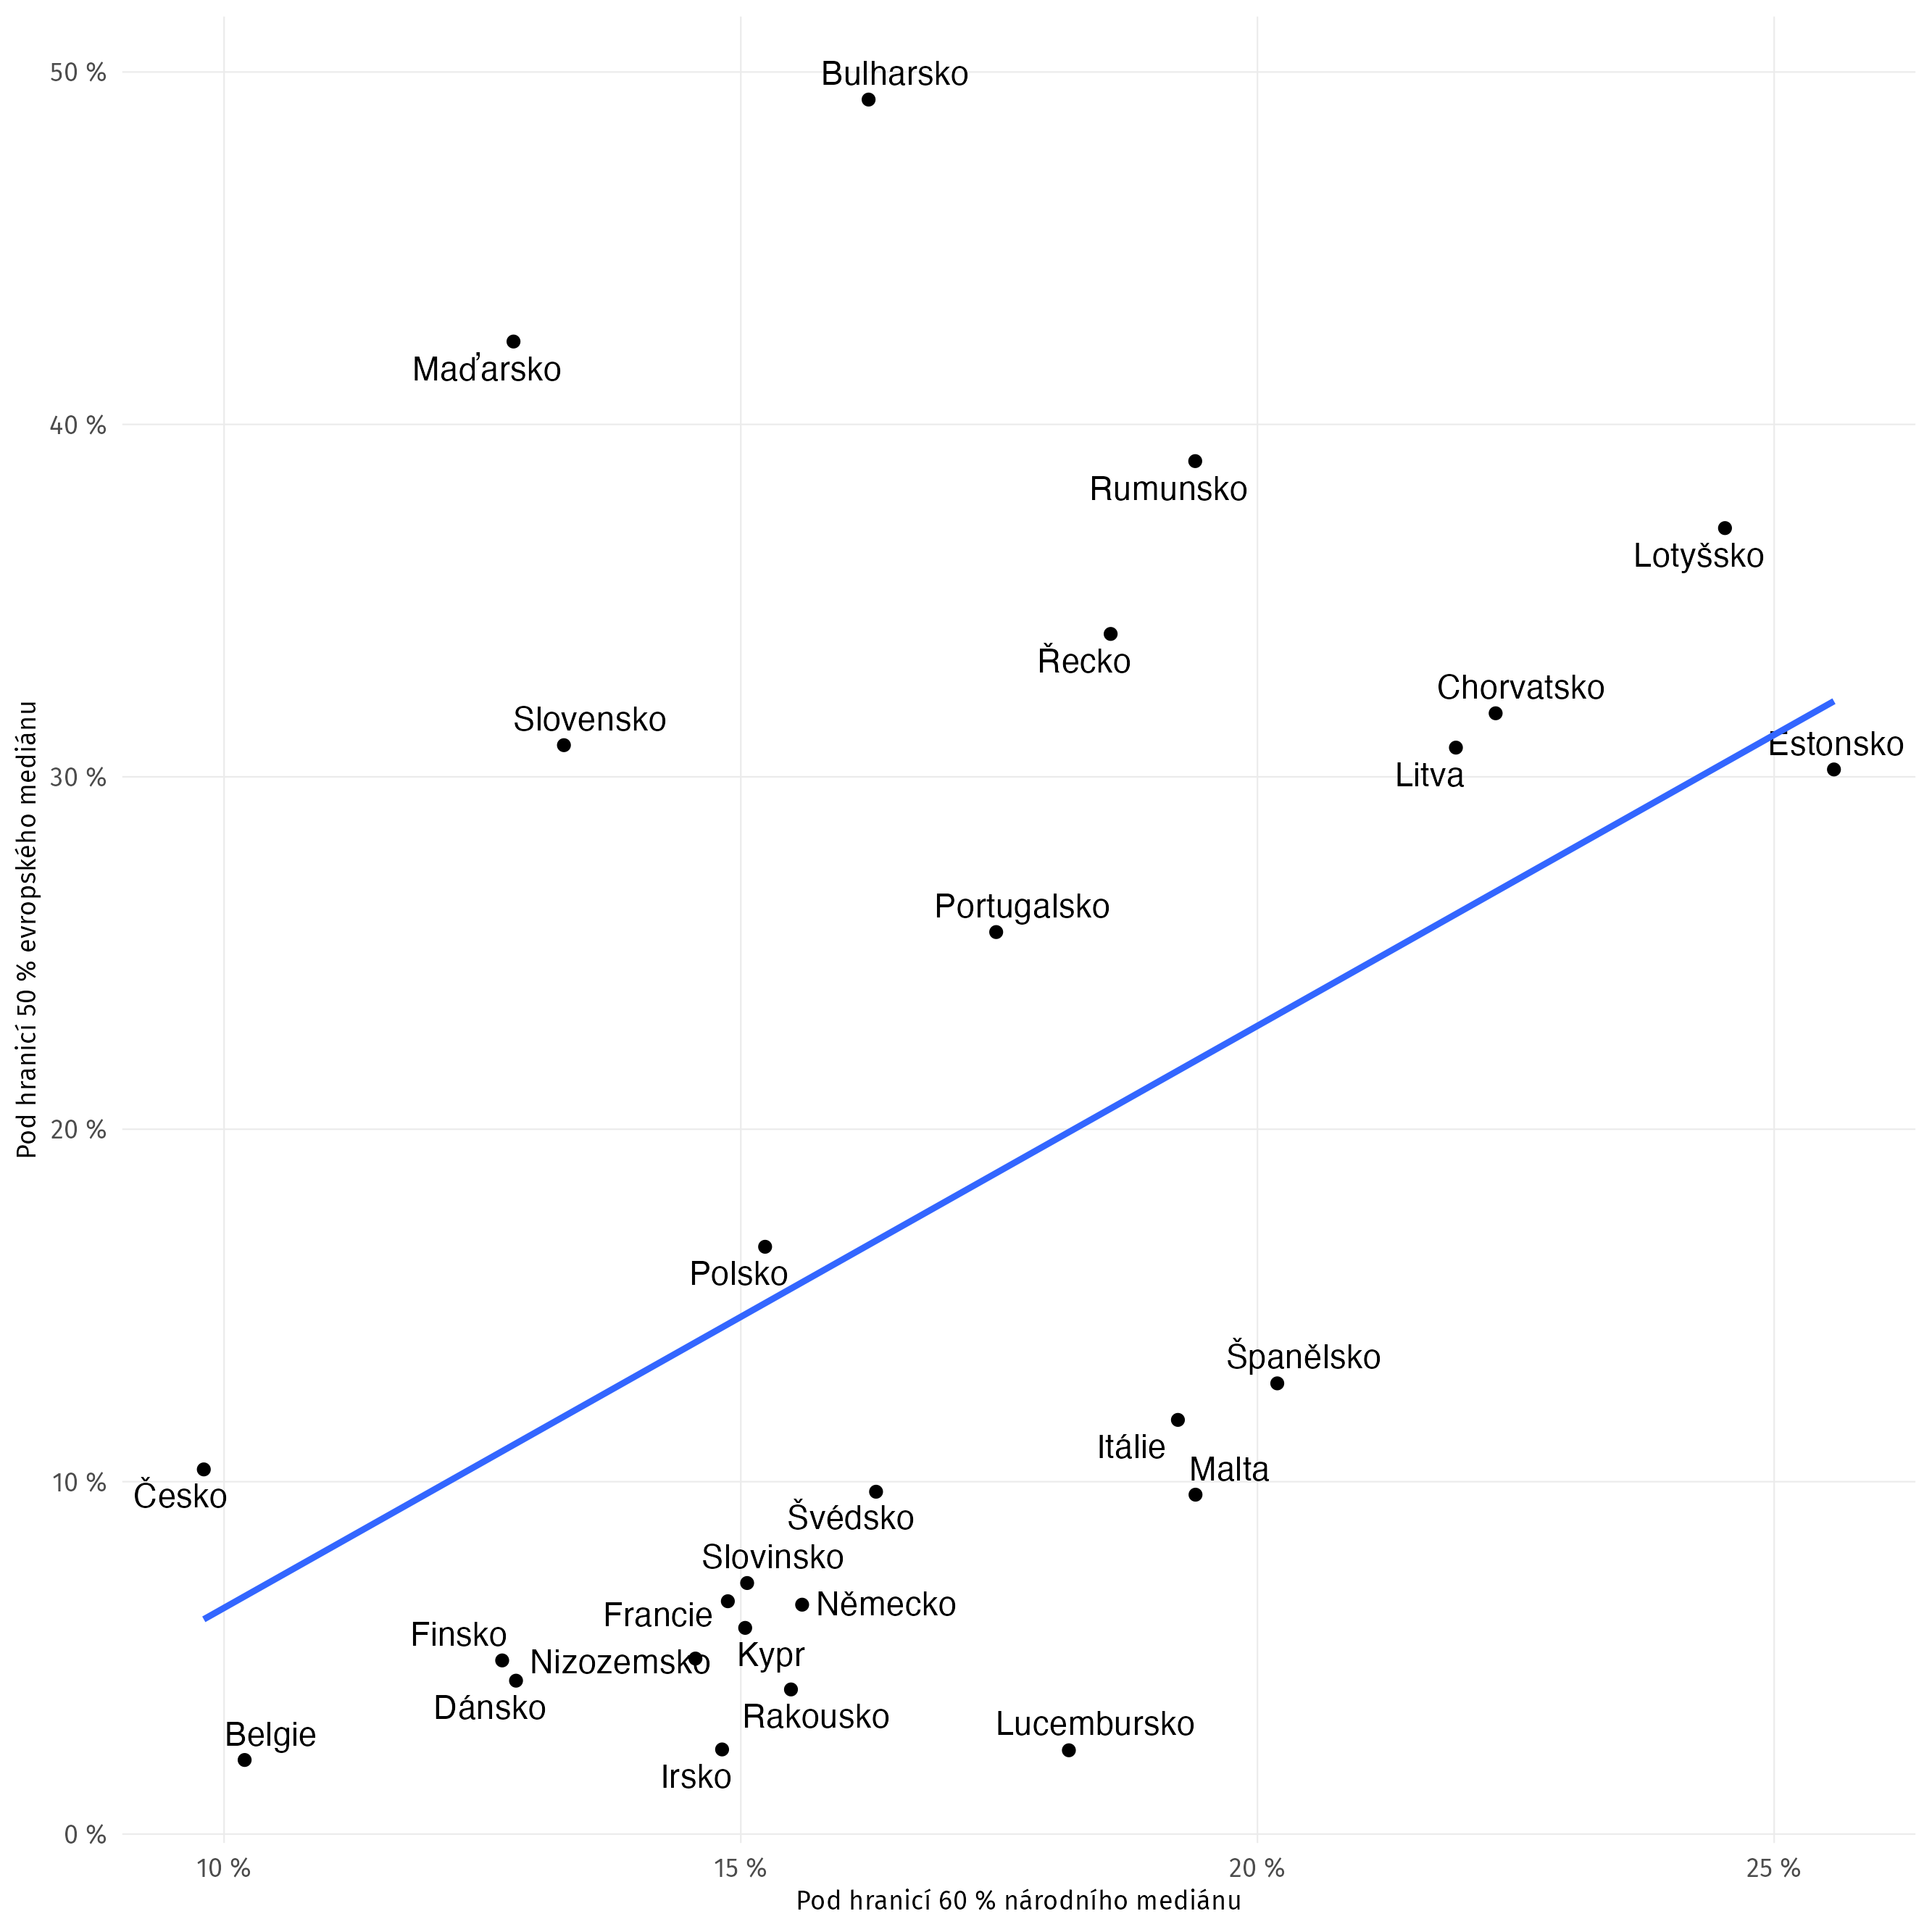 50 %
40 %
30 %
20 %
10 %
0 %
Pod hranicí 50 % evropského mediánu
Bulharsko
Maďarsko
Rumunsko
Lotyšsko
Řecko
Chorvatsko
Slovensko
Estonsko
Litva
Portugalsko
Polsko
Španělsko
Itálie
Malta
Česko
Švédsko
Slovinsko
Německo
Francie
Finsko
Kypr
Nizozemsko
Dánsko
Rakousko
Lucembursko
Belgie
Irsko
10 %
15 %
20 %
25 %
Pod hranicí 60 % národního mediánu